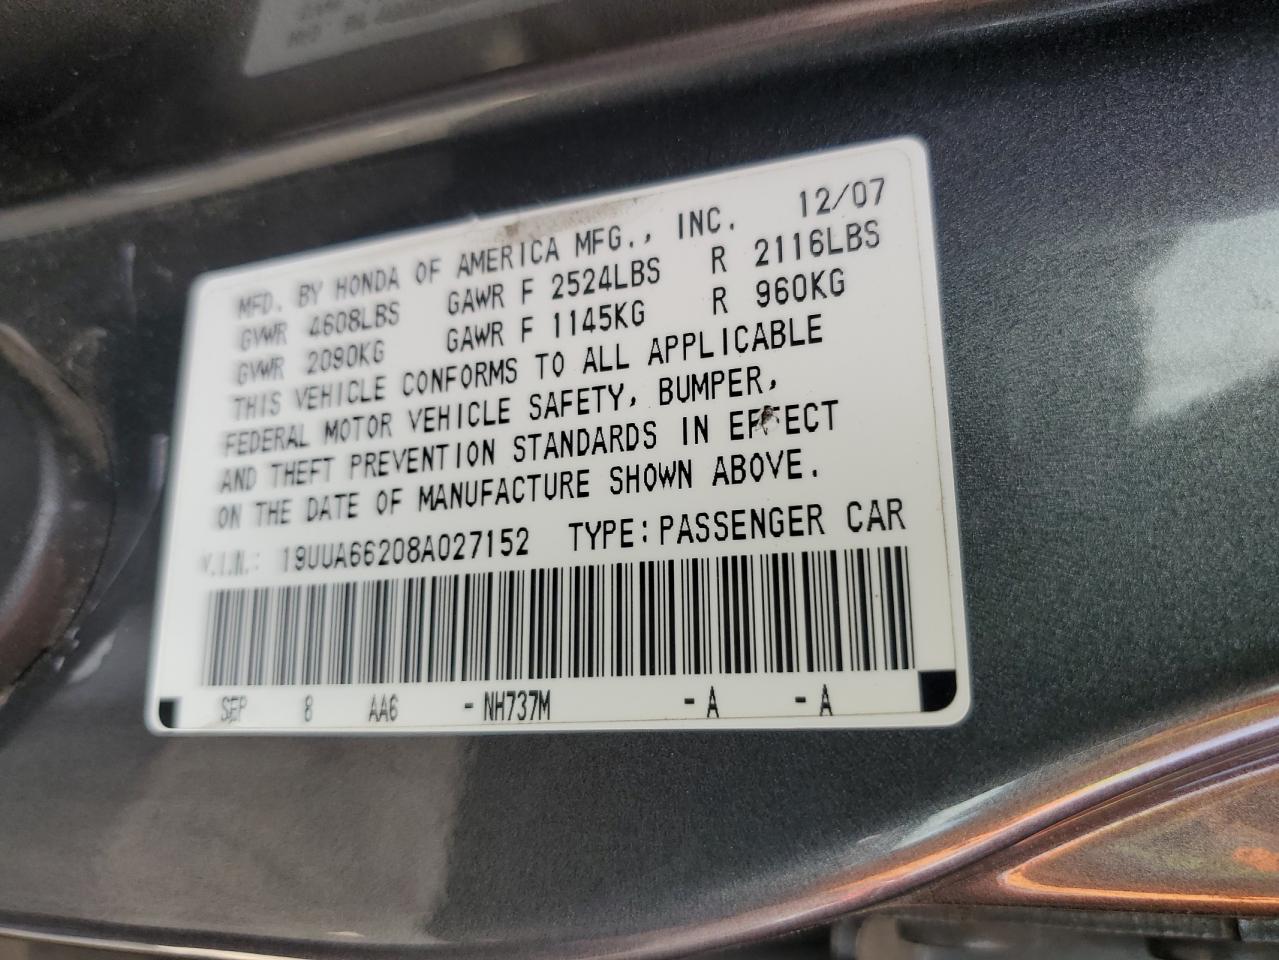 MFD. BY HONDA OF AMERICA MFG., INC. 12/07
GVWR 4608LBS GAWR F 2524LBS R 2116LBS
GVWR 2090KG GAWR F 1145KG R 960KG
THIS VEHICLE CONFORMS TO ALL APPLICABLE
FEDERAL MOTOR VEHICLE SAFETY, BUMPER,
AND THEFT PREVENTION STANDARDS IN EFFECT
ON THE DATE OF MANUFACTURE SHOWN ABOVE.
V.I.N.: 19UUA66208A027152 TYPE: PASSENGER CAR
SEP 8 AA6 - NH737M - A - A